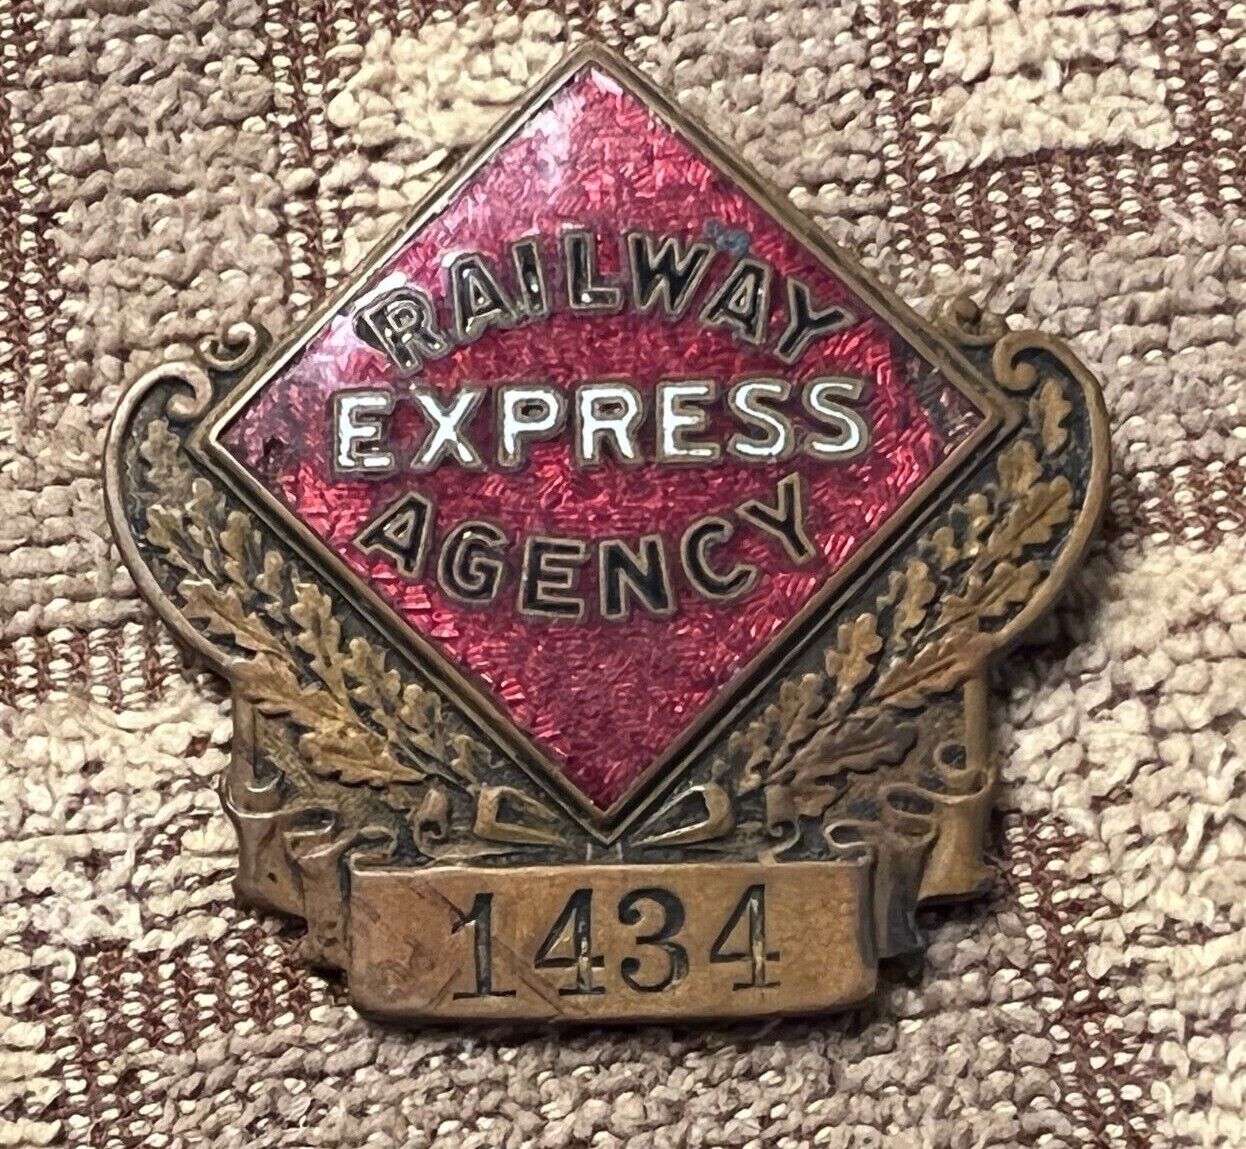 RAILWAY
EXPRESS
AGENCY
1434